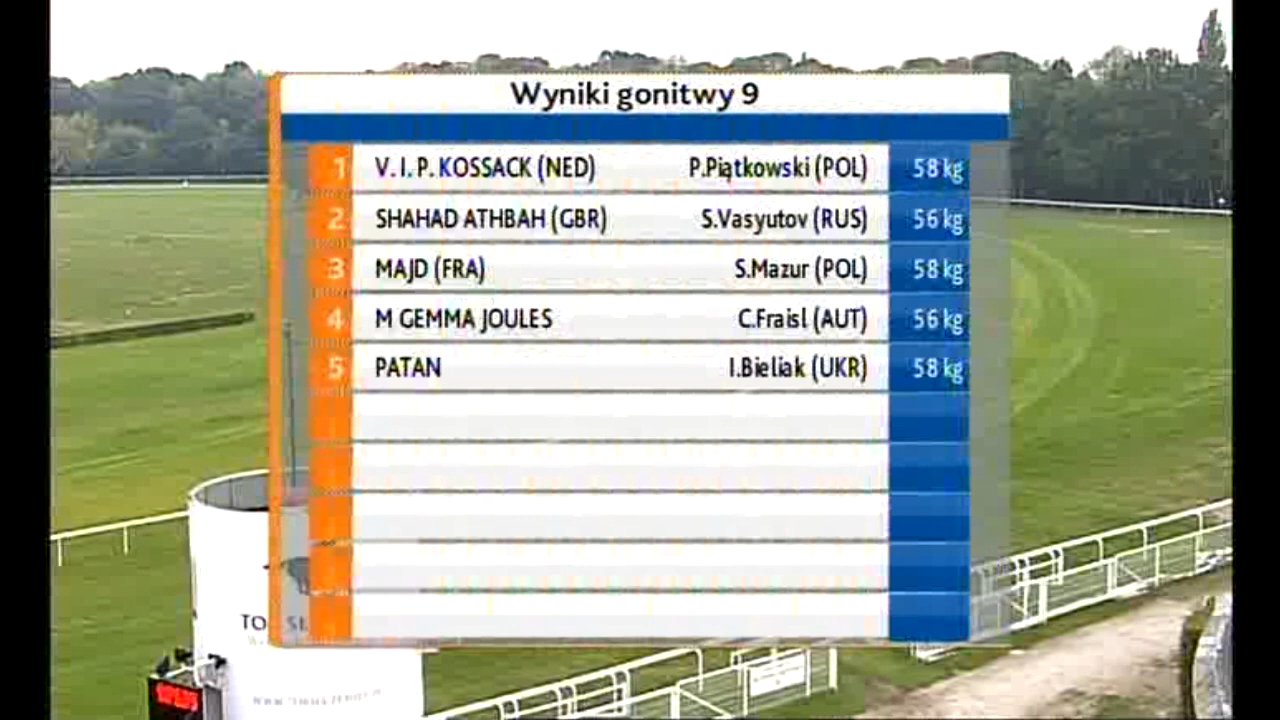 Wyniki gonitwy 9
1 V. I. P. KOSSACK (NED) P.Piątkowski (POL) 58 kg
2 SHAHAD ATHBAH (GBR) S.Vasyutov (RUS) 56 kg
3 MAJD (FRA) S.Mazur (POL) 58 kg
4 M GEMMA JOULES C.Fraisl (AUT) 56 kg
5 PATAN I.Bieliak (UKR) 58 kg
TO